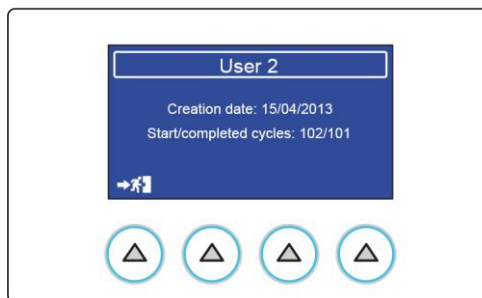 User 2
Creation date: 15/04/2013
Start/completed cycles: 102/101